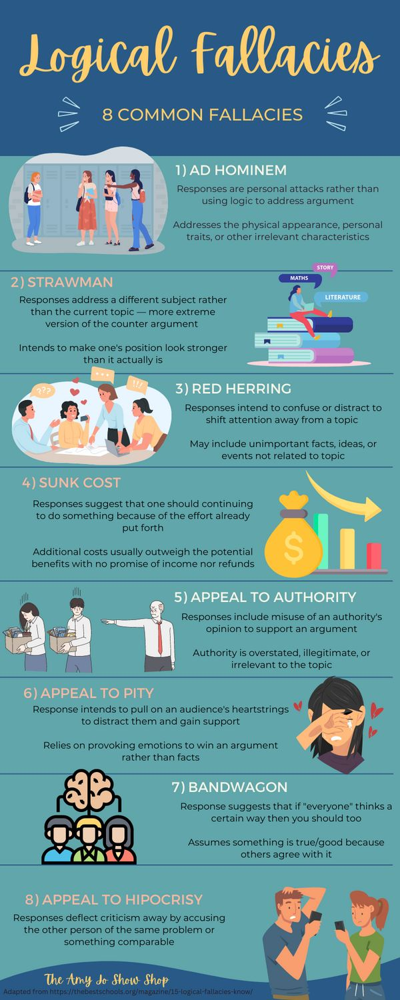 Logical Fallacies
8 COMMON FALLACIES
1) AD HOMINEM
Responses are personal attacks rather than
using logic to address argument
Addresses the physical appearance, personal
traits, or other irrelevant characteristics
2) STRAWMAN
Responses address a different subject rather
than the current topic — more extreme
version of the counter argument
Intends to make one's position look stronger
than it actually is
STORY
MATHS
LITERATURE
???
...
!!!
3) RED HERRING
Responses intend to confuse or distract to
shift attention away from a topic
May include unimportant facts, ideas, or
events not related to topic
4) SUNK COST
Responses suggest that one should continuing
to do something because of the effort already
put forth
Additional costs usually outweigh the potential
benefits with no promise of income nor refunds
$
5) APPEAL TO AUTHORITY
Responses include misuse of an authority's
opinion to support an argument
Authority is overstated, illegitimate, or
irrelevant to the topic
6) APPEAL TO PITY
Response intends to pull on an audience's heartstrings
to distract them and gain support
Relies on provoking emotions to win an argument
rather than facts
7) BANDWAGON
Response suggests that if "everyone" thinks a
certain way then you should too
Assumes something is true/good because
others agree with it
8) APPEAL TO HIPOCRISY
Responses deflect criticism away by accusing
the other person of the same problem or
something comparable
The Amy Jo Show Shop
Adapted from https://thebestschools.org/magazine/15-logical-fallacies-know/